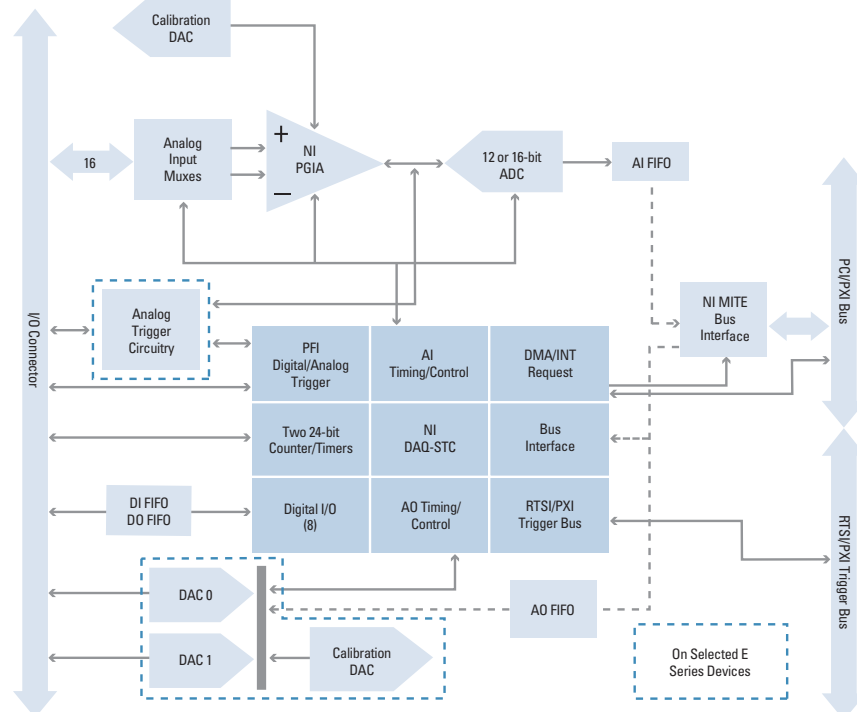 Calibration
DAC
16
Analog
Input
Muxes
+
NI
PGIA
–
12 or 16-bit
ADC
AI FIFO
I/O Connector
PCI/PXI Bus
Analog
Trigger
Circuitry
NI MITE
Bus
Interface
PFI
Digital/Analog
Trigger
AI
Timing/Control
DMA/INT
Request
Two 24-bit
Counter/Timers
NI
DAQ-STC
Bus
Interface
DI FIFO
DO FIFO
Digital I/O
(8)
AO Timing/
Control
RTSI/PXI
Trigger Bus
RTSI/PXI Trigger Bus
DAC 0
AO FIFO
DAC 1
Calibration
DAC
On Selected E
Series Devices